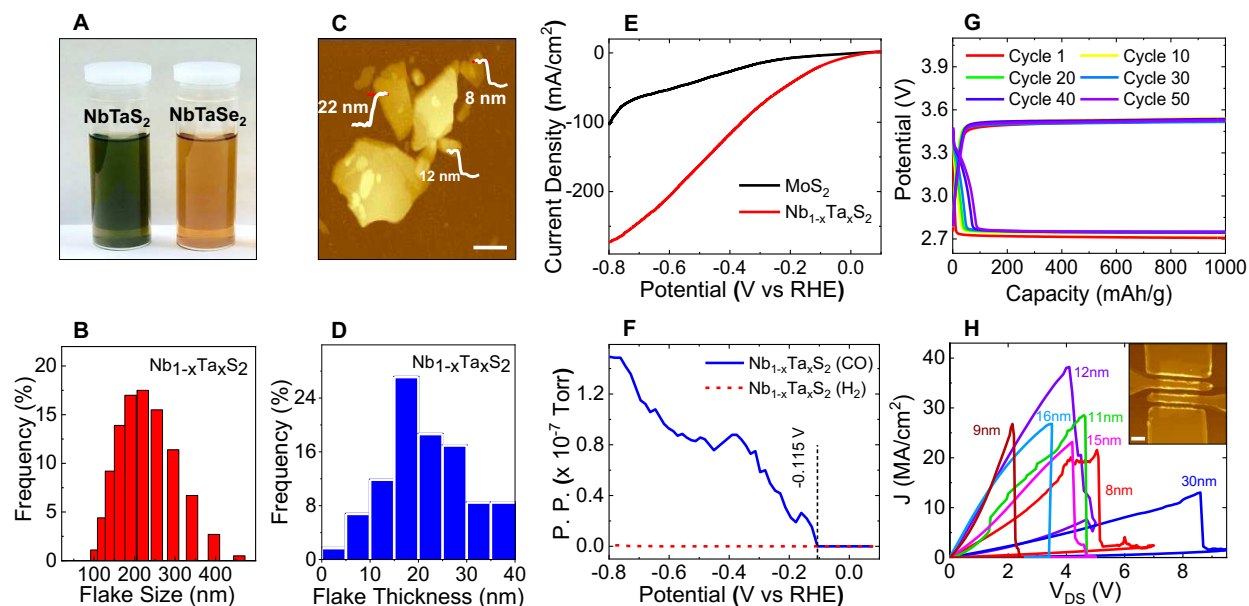 A
NbTaS2
NbTaSe2
B
Nb1-xTaxS2
Frequency (%)
20
15
10
5
0
100
200
300
400
Flake Size (nm)
C
22 nm
8 nm
12 nm
D
Nb1-xTaxS2
Frequency (%)
24
16
8
0
0
10
20
30
40
Flake Thickness (nm)
E
Current Density (mA/cm2)
0
-100
-200
MoS2
Nb1-xTaxS2
-0.8
-0.6
-0.4
-0.2
0.0
Potential (V vs RHE)
F
P. P. (x 10-7 Torr)
1.2
0.8
0.4
0.0
Nb1-xTaxS2 (CO)
Nb1-xTaxS2 (H2)
-0.115 V
-0.8
-0.6
-0.4
-0.2
0.0
Potential (V vs RHE)
G
Potential (V)
3.9
3.6
3.3
3.0
2.7
Cycle 1
Cycle 10
Cycle 20
Cycle 30
Cycle 40
Cycle 50
0
200
400
600
800
1000
Capacity (mAh/g)
H
J (MA/cm2)
40
30
20
10
0
9nm
16nm
12nm
11nm
15nm
8nm
30nm
0
2
4
6
8
VDS (V)